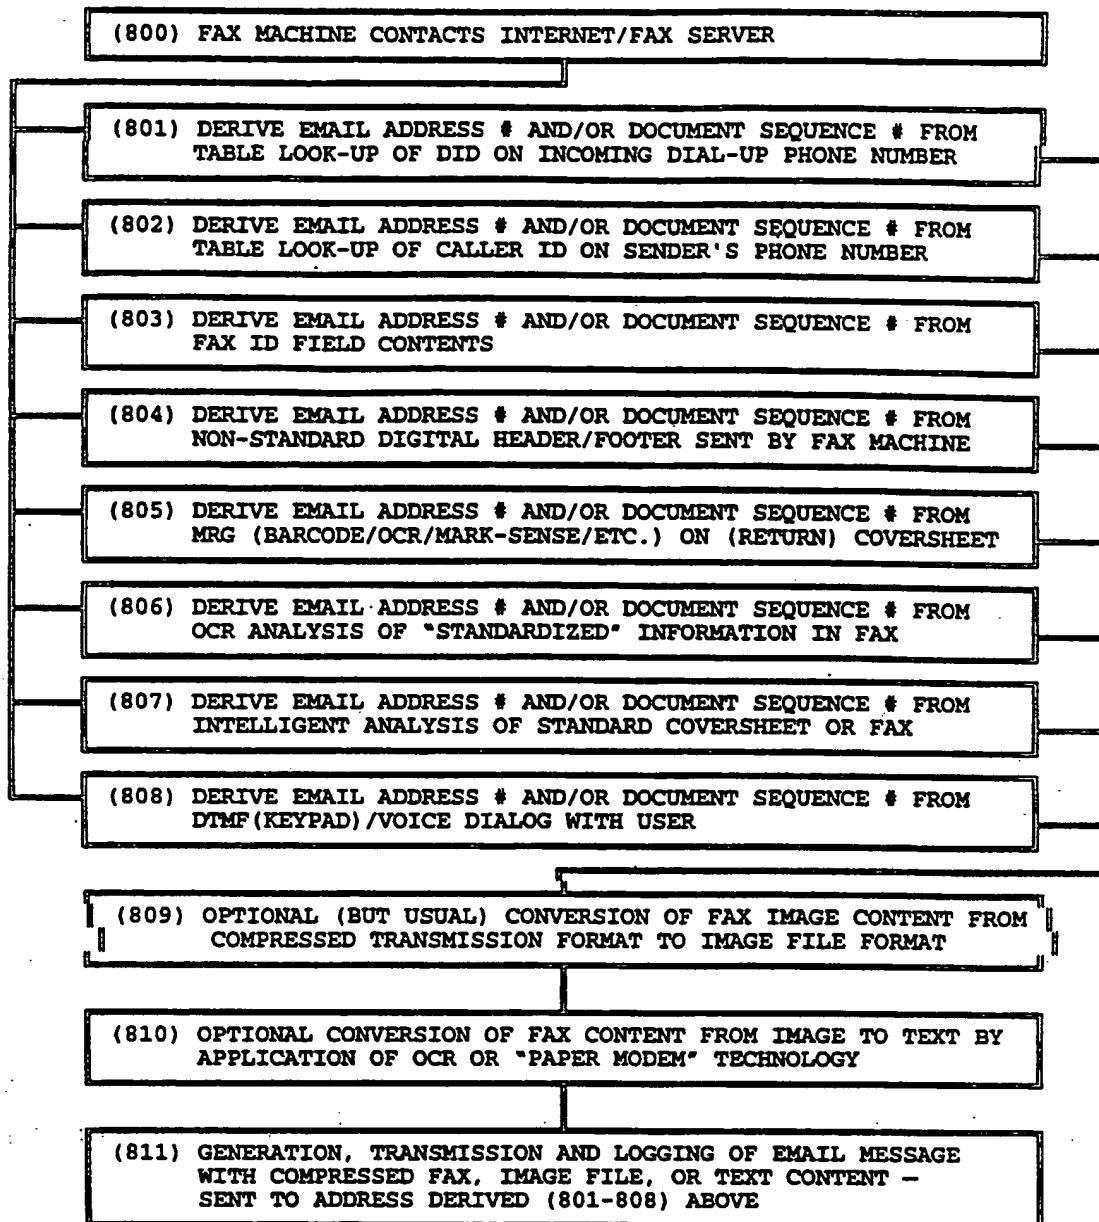 (800) FAX MACHINE CONTACTS INTERNET/FAX SERVER
(801) DERIVE EMAIL ADDRESS # AND/OR DOCUMENT SEQUENCE # FROM
TABLE LOOK-UP OF DID ON INCOMING DIAL-UP PHONE NUMBER
(802) DERIVE EMAIL ADDRESS # AND/OR DOCUMENT SEQUENCE # FROM
TABLE LOOK-UP OF CALLER ID ON SENDER'S PHONE NUMBER
(803) DERIVE EMAIL ADDRESS # AND/OR DOCUMENT SEQUENCE # FROM
FAX ID FIELD CONTENTS
(804) DERIVE EMAIL ADDRESS # AND/OR DOCUMENT SEQUENCE # FROM
NON-STANDARD DIGITAL HEADER/FOOTER SENT BY FAX MACHINE
(805) DERIVE EMAIL ADDRESS # AND/OR DOCUMENT SEQUENCE # FROM
MRG (BARCODE/OCR/MARK-SENSE/ETC.) ON (RETURN) COVERSHEET
(806) DERIVE EMAIL ADDRESS # AND/OR DOCUMENT SEQUENCE # FROM
OCR ANALYSIS OF "STANDARDIZED" INFORMATION IN FAX
(807) DERIVE EMAIL ADDRESS # AND/OR DOCUMENT SEQUENCE # FROM
INTELLIGENT ANALYSIS OF STANDARD COVERSHEET OR FAX
(808) DERIVE EMAIL ADDRESS # AND/OR DOCUMENT SEQUENCE # FROM
DTMF(KEYPAD)/VOICE DIALOG WITH USER
(809) OPTIONAL (BUT USUAL) CONVERSION OF FAX IMAGE CONTENT FROM
COMPRESSED TRANSMISSION FORMAT TO IMAGE FILE FORMAT
(810) OPTIONAL CONVERSION OF FAX CONTENT FROM IMAGE TO TEXT BY
APPLICATION OF OCR OR "PAPER MODEM" TECHNOLOGY
(811) GENERATION, TRANSMISSION AND LOGGING OF EMAIL MESSAGE
WITH COMPRESSED FAX, IMAGE FILE, OR TEXT CONTENT —
SENT TO ADDRESS DERIVED (801-808) ABOVE